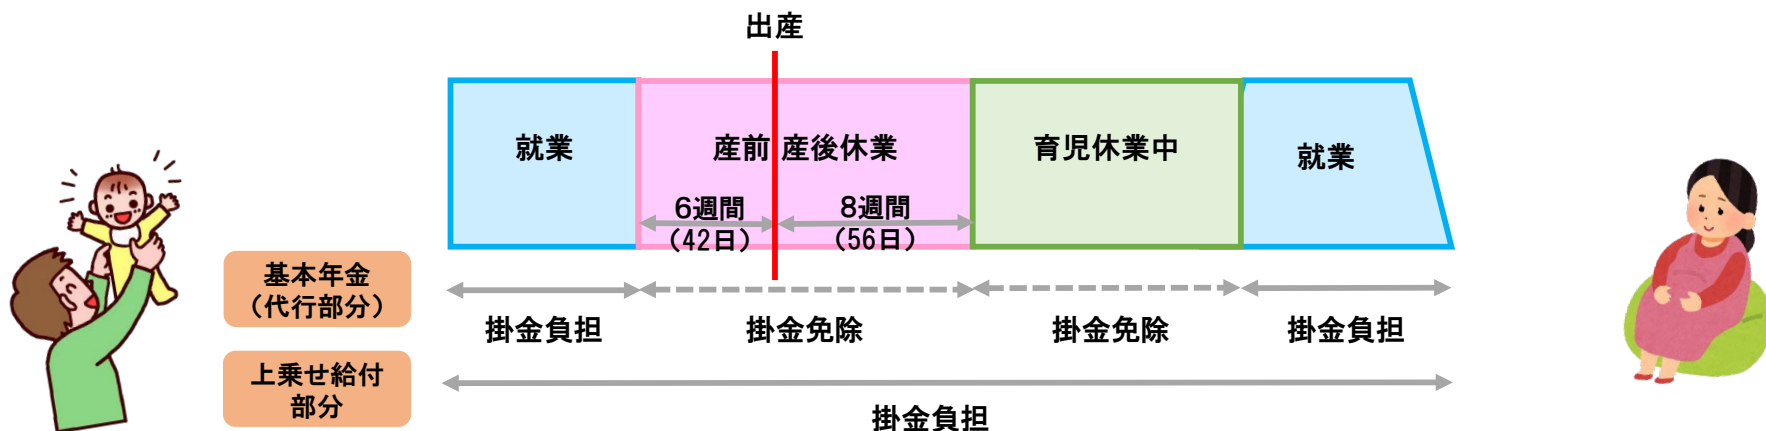 出産
就業
産前 産後休業
育児休業中
就業
6週間
(42日)
8週間
(56日)
基本年金
(代行部分)
掛金負担
掛金免除
掛金免除
掛金負担
上乗せ給付
部分
掛金負担